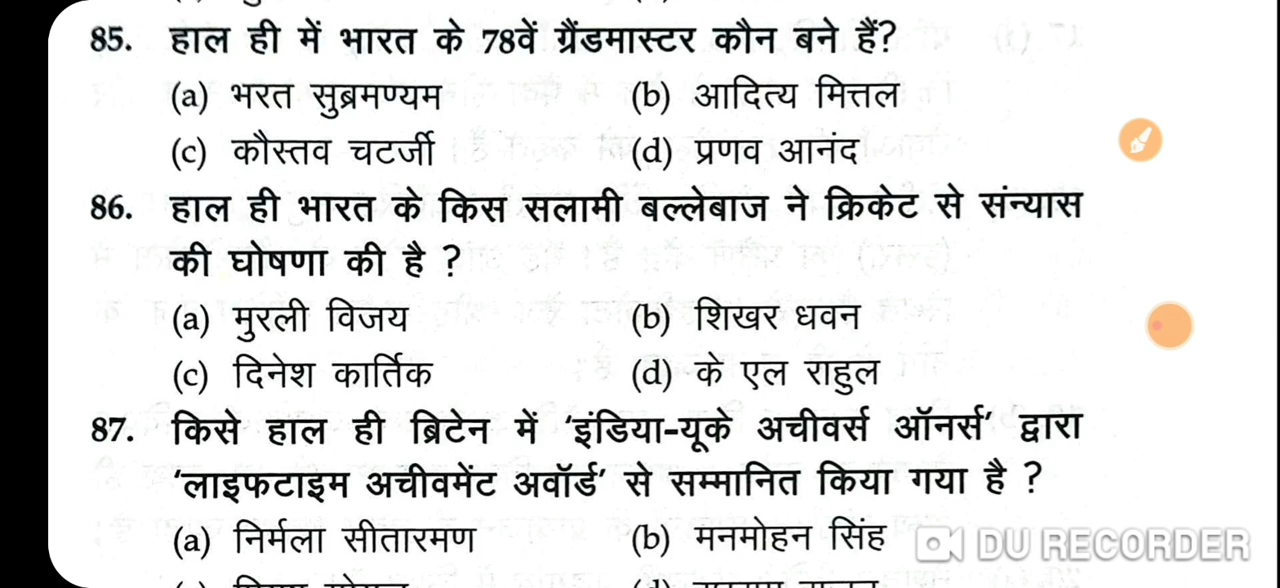 85. हाल ही में भारत के 78वें ग्रैंडमास्टर कौन बने हैं?
(a) भरत सुब्रमण्यम (b) आदित्य मित्तल
(c) कौस्तव चटर्जी (d) प्रणव आनंद
86. हाल ही भारत के किस सलामी बल्लेबाज ने क्रिकेट से संन्यास
की घोषणा की है ?
(a) मुरली विजय (b) शिखर धवन
(c) दिनेश कार्तिक (d) के एल राहुल
87. किसे हाल ही ब्रिटेन में 'इंडिया-यूके अचीवर्स ऑनर्स' द्वारा
'लाइफटाइम अचीवमेंट अवॉर्ड' से सम्मानित किया गया है ?
(a) निर्मला सीतारमण (b) मनमोहन सिंह
DU RECORDER